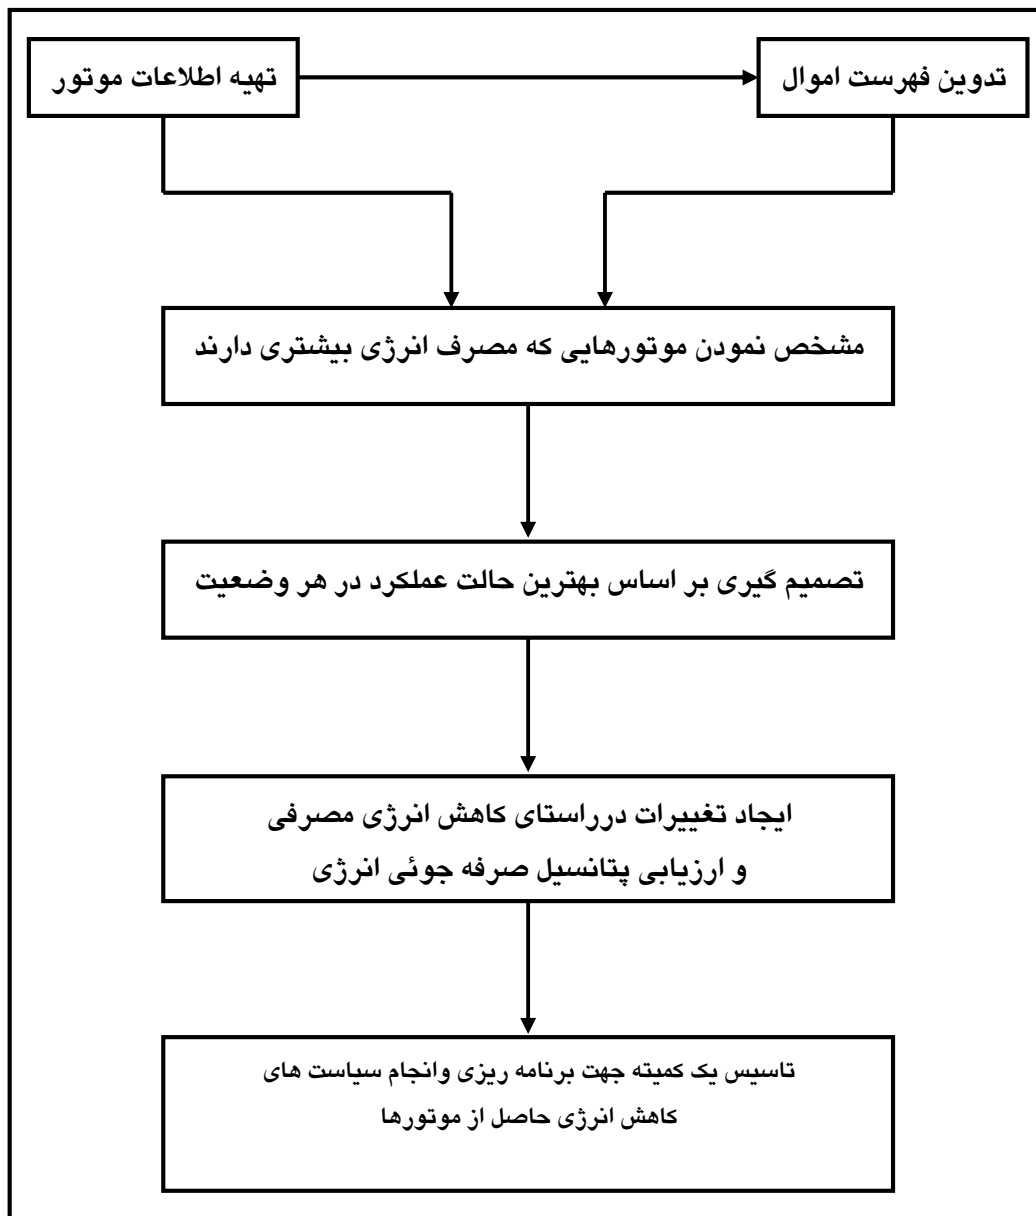 تهیه اطلاعات موتور
تدوین فهرست اموال
مشخص نمودن موتورهایی که مصرف انرژی بیشتری دارند
تصمیم گیری بر اساس بهترین حالت عملکرد در هر وضعیت
ایجاد تغییرات درراستای کاهش انرژی مصرفی
و ارزیابی پتانسیل صرفه جوئی انرژی
تاسیس یک کمیته جهت برنامه ریزی وانجام سیاست های
کاهش انرژی حاصل از موتورها